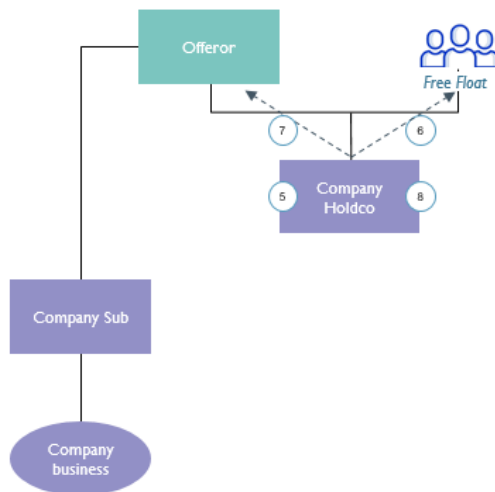 Offeror
Free Float
7
6
5
Company
Holdco
8
Company Sub
Company
business